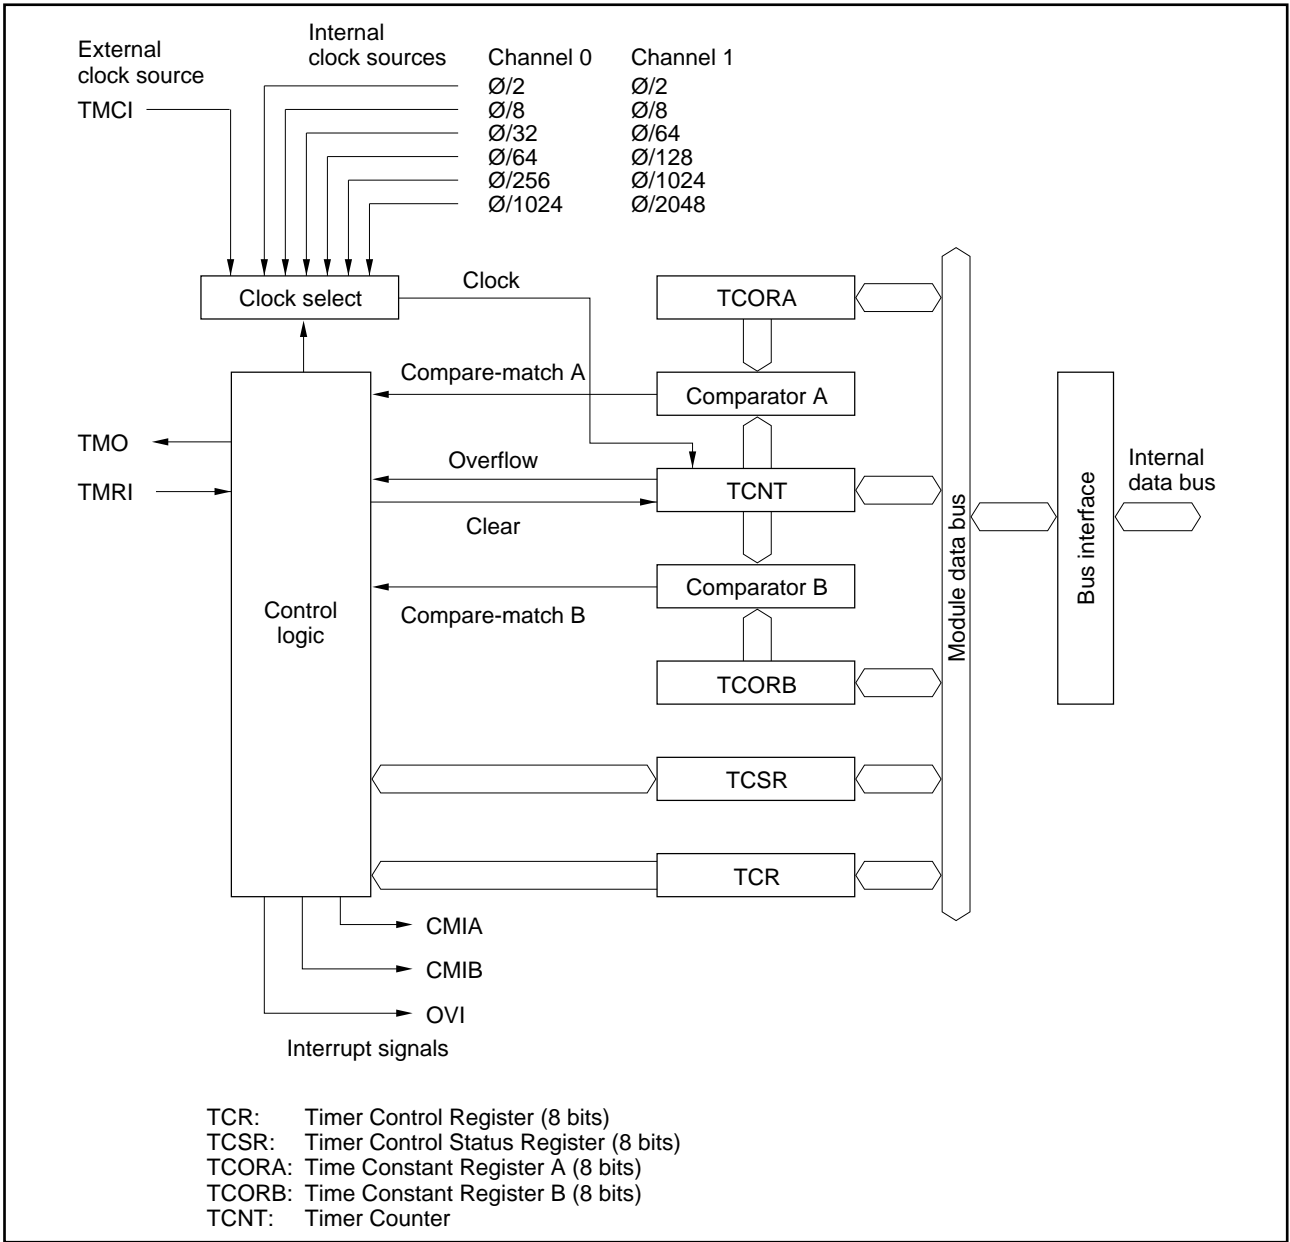 External
clock source
TMCI
Internal
clock sources
Channel 0 Channel 1
Ø/2 Ø/2
Ø/8 Ø/8
Ø/32 Ø/64
Ø/64 Ø/128
Ø/256 Ø/1024
Ø/1024 Ø/2048
Clock select
Clock
TCORA
Compare-match A
Comparator A
TMO
TMRI
Overflow
TCNT
Clear
Internal
data bus
Module data bus
Bus interface
Comparator B
Compare-match B
Control
logic
TCORB
TCSR
TCR
CMIA
CMIB
OVI
Interrupt signals
TCR: Timer Control Register (8 bits)
TCSR: Timer Control Status Register (8 bits)
TCORA: Time Constant Register A (8 bits)
TCORB: Time Constant Register B (8 bits)
TCNT: Timer Counter